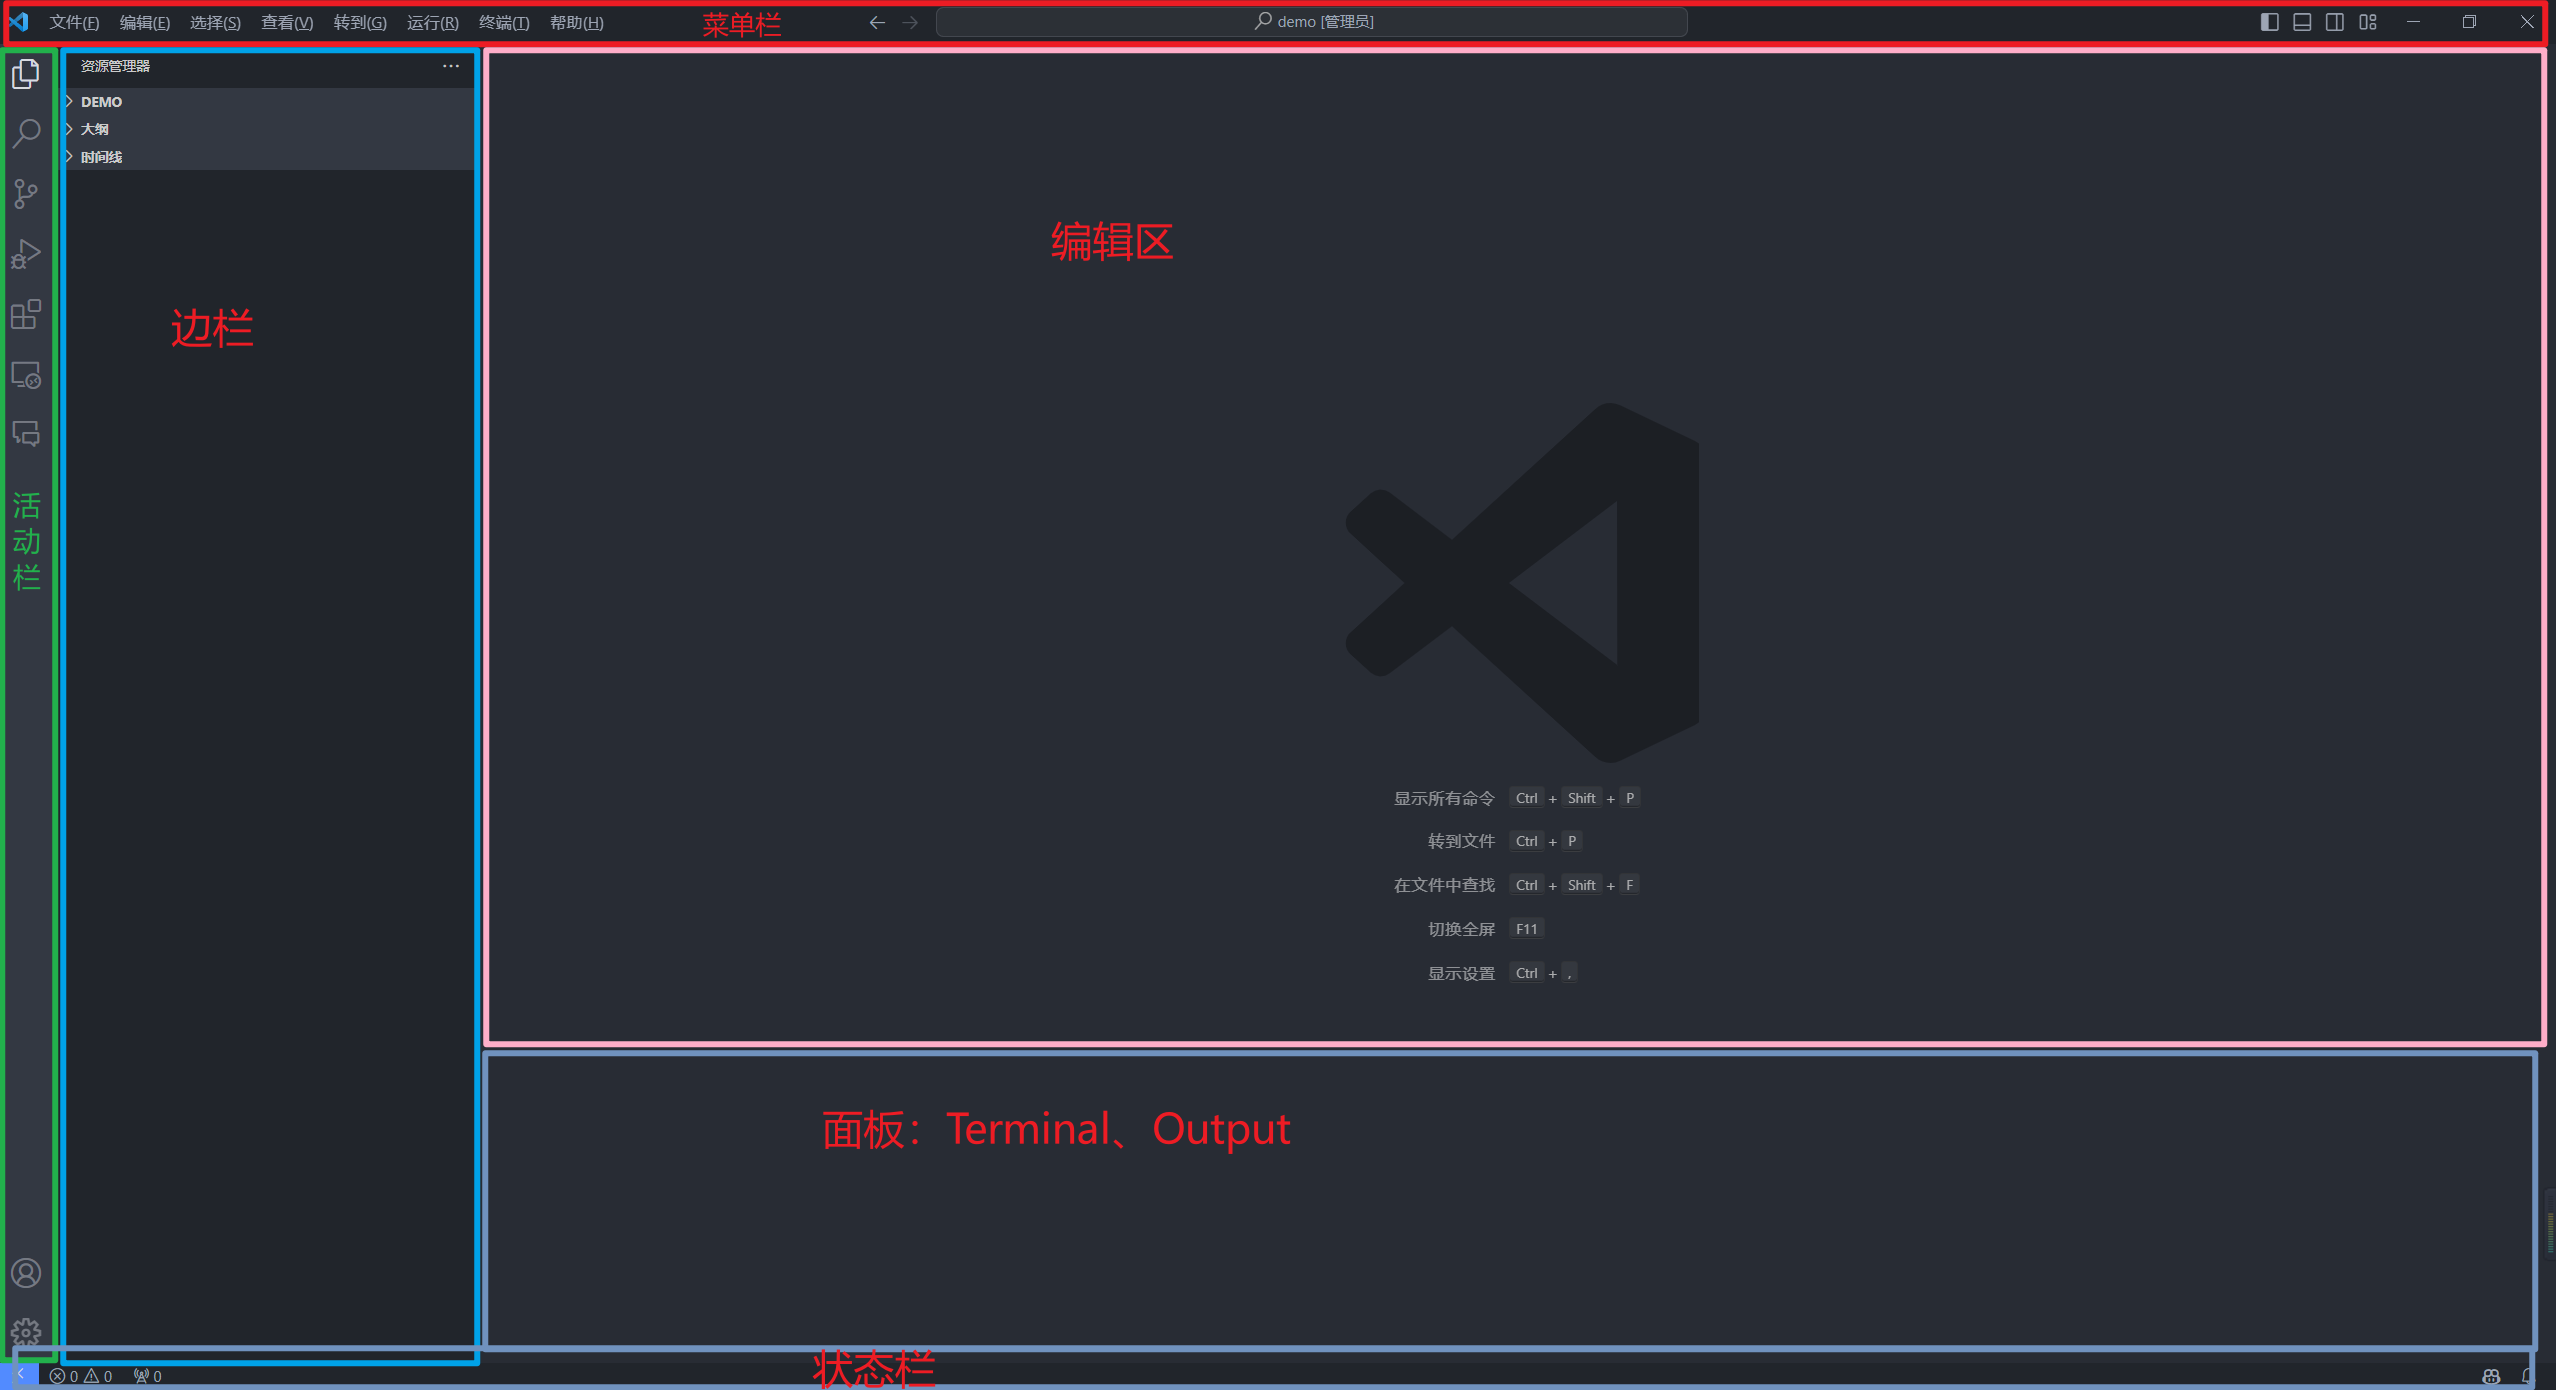 文件(F) 编辑(E) 选择(S) 查看(V) 转到(G) 运行(R) 终端(T) 帮助(H) 菜单栏 demo [管理员]
资源管理器 ···
DEMO
大纲
时间线
编辑区
边栏
活
动
栏
显示所有命令 Ctrl + Shift + P
转到文件 Ctrl + P
在文件中查找 Ctrl + Shift + F
切换全屏 F11
显示设置 Ctrl + ,
面板：Terminal、Output
状态栏
0 0 0